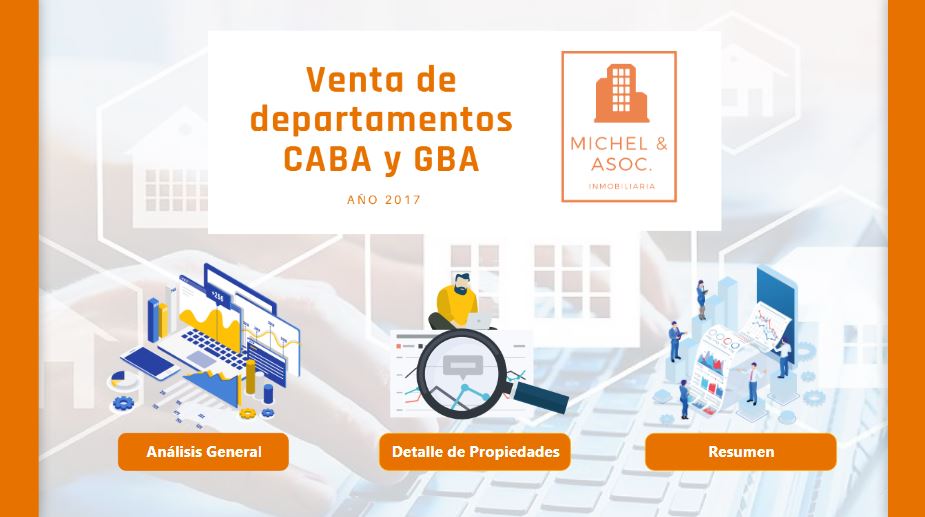 Venta de
departamentos
CABA y GBA
AÑO 2017
MICHEL &
ASOC.
INMOBILIARIA
Análisis General
Detalle de Propiedades
Resumen